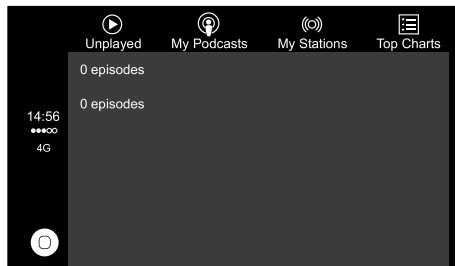 Unplayed
My Podcasts
My Stations
Top Charts
0 episodes
0 episodes
14:56
4G